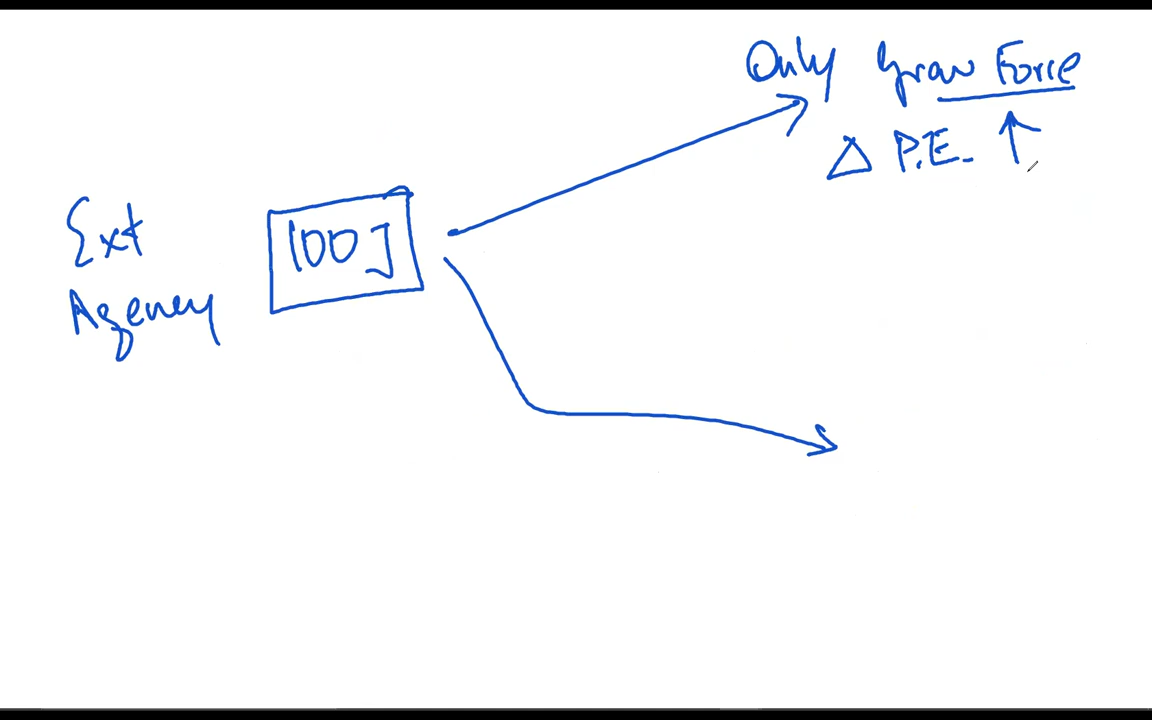 Only Grav Force
Δ P.E. ↑
Ext
Agency
100 J